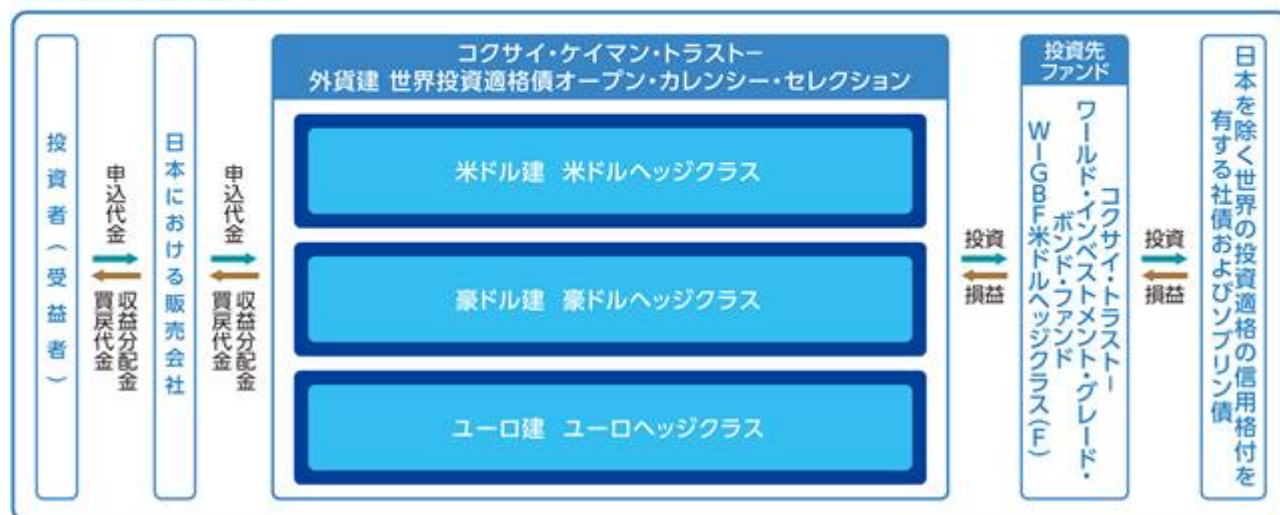 投資者（受益者）
申込代金
収益分配金
買戻代金
日本における販売会社
申込代金
収益分配金
買戻代金
コクサイ・ケイマン・トラスト－
外貨建 世界投資適格債オープン・カレンシー・セレクション
米ドル建 米ドルヘッジクラス
豪ドル建 豪ドルヘッジクラス
ユーロ建 ユーロヘッジクラス
投資
損益
投資先
ファンド
コクサイ・トラスト－
ワールド・インベストメント・グレード・
ボンド・ファンド
WIGBF米ドルヘッジクラス（F）
投資
損益
日本を除く世界の投資適格の信用格付を
有する社債およびソブリン債